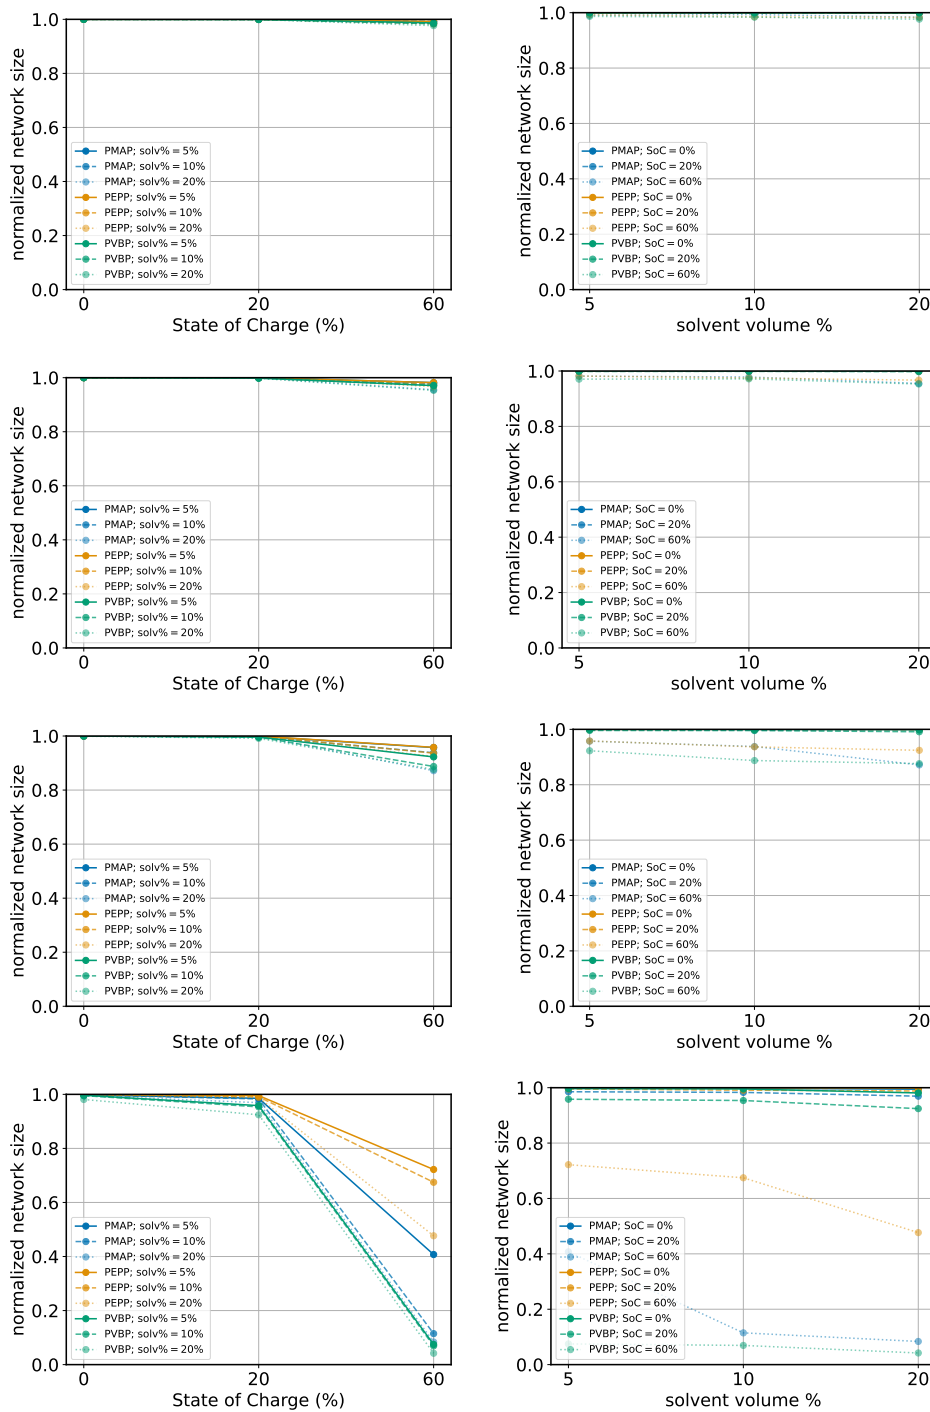 normalized network size
1.0
0.8
0.6
0.4
0.2
0.0
PMAP; solv% = 5%
PMAP; solv% = 10%
PMAP; solv% = 20%
PEPP; solv% = 5%
PEPP; solv% = 10%
PEPP; solv% = 20%
PVBP; solv% = 5%
PVBP; solv% = 10%
PVBP; solv% = 20%
0 20 60
State of Charge (%)
normalized network size
1.0
0.8
0.6
0.4
0.2
0.0
PMAP; SoC = 0%
PMAP; SoC = 20%
PMAP; SoC = 60%
PEPP; SoC = 0%
PEPP; SoC = 20%
PEPP; SoC = 60%
PVBP; SoC = 0%
PVBP; SoC = 20%
PVBP; SoC = 60%
5 10 20
solvent volume %
normalized network size
1.0
0.8
0.6
0.4
0.2
0.0
PMAP; solv% = 5%
PMAP; solv% = 10%
PMAP; solv% = 20%
PEPP; solv% = 5%
PEPP; solv% = 10%
PEPP; solv% = 20%
PVBP; solv% = 5%
PVBP; solv% = 10%
PVBP; solv% = 20%
0 20 60
State of Charge (%)
normalized network size
1.0
0.8
0.6
0.4
0.2
0.0
PMAP; SoC = 0%
PMAP; SoC = 20%
PMAP; SoC = 60%
PEPP; SoC = 0%
PEPP; SoC = 20%
PEPP; SoC = 60%
PVBP; SoC = 0%
PVBP; SoC = 20%
PVBP; SoC = 60%
5 10 20
solvent volume %
normalized network size
1.0
0.8
0.6
0.4
0.2
0.0
PMAP; solv% = 5%
PMAP; solv% = 10%
PMAP; solv% = 20%
PEPP; solv% = 5%
PEPP; solv% = 10%
PEPP; solv% = 20%
PVBP; solv% = 5%
PVBP; solv% = 10%
PVBP; solv% = 20%
0 20 60
State of Charge (%)
normalized network size
1.0
0.8
0.6
0.4
0.2
0.0
PMAP; SoC = 0%
PMAP; SoC = 20%
PMAP; SoC = 60%
PEPP; SoC = 0%
PEPP; SoC = 20%
PEPP; SoC = 60%
PVBP; SoC = 0%
PVBP; SoC = 20%
PVBP; SoC = 60%
5 10 20
solvent volume %
normalized network size
1.0
0.8
0.6
0.4
0.2
0.0
PMAP; solv% = 5%
PMAP; solv% = 10%
PMAP; solv% = 20%
PEPP; solv% = 5%
PEPP; solv% = 10%
PEPP; solv% = 20%
PVBP; solv% = 5%
PVBP; solv% = 10%
PVBP; solv% = 20%
0 20 60
State of Charge (%)
normalized network size
1.0
0.8
0.6
0.4
0.2
0.0
PMAP; SoC = 0%
PMAP; SoC = 20%
PMAP; SoC = 60%
PEPP; SoC = 0%
PEPP; SoC = 20%
PEPP; SoC = 60%
PVBP; SoC = 0%
PVBP; SoC = 20%
PVBP; SoC = 60%
5 10 20
solvent volume %